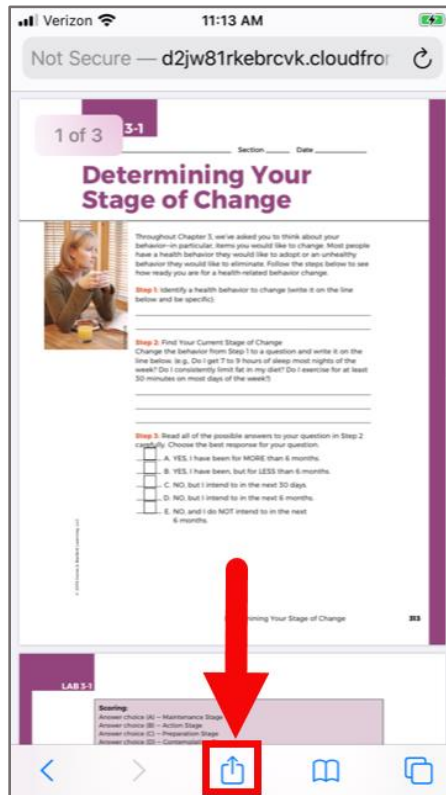 Verizon 11:13 AM
Not Secure — d2jw81rkebrcvk.cloudfror
1 of 3 3-1
Section Date
Determining Your
Stage of Change
Throughout Chapter 3, we've asked you to think about your
behavior—in particular, items you would like to change. Most people
have a health behavior they would like to adopt or an unhealthy
behavior they would like to eliminate. Follow the steps below to see
how ready you are for a health-related behavior change.
Step 1: Identify a health behavior to change (write it on the line
below and be specific):
Step 2: Find Your Current Stage of Change
Change the behavior from Step 1 to a question and write it on the
line below. (e.g., Do I get 7 to 9 hours of sleep most nights of the
week? Do I consistently limit fat in my diet? Do I exercise for at least
30 minutes on most days of the week?)
Step 3: Read all of the possible answers to your question in Step 2
carefully. Choose the best response for your question.
A. YES, I have been for MORE than 6 months.
B. YES, I have been, but for LESS than 6 months.
C. NO, but I intend to in the next 30 days.
D. NO, but I intend to in the next 6 months.
E. NO, and I do NOT intend to in the next
6 months.
ning Your Stage of Change 313
LAB 3-1
Scoring:
Answer choice (A) — Maintenance Stage
Answer choice (B) — Action Stage
Answer choice (C) — Preparation Stage
Answer choice (D) — Contemplati